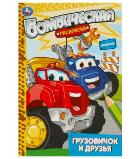 Бомбическая
раскраска
ГРУЗОВИЧОК И ДРУЗЬЯ